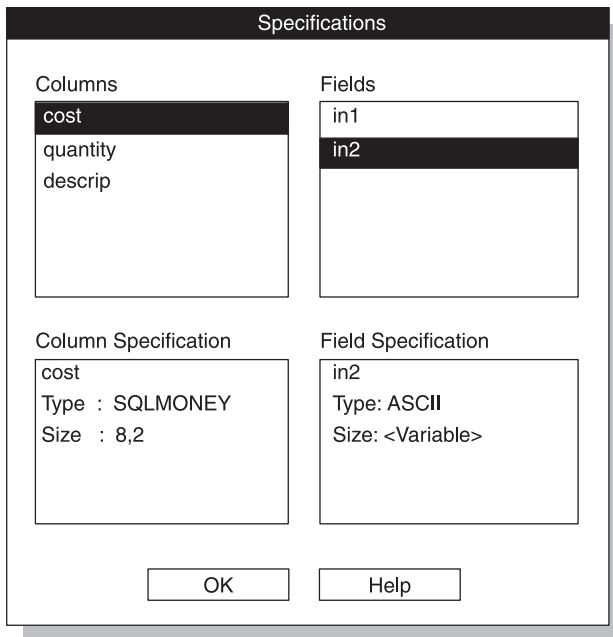 Specifications
Columns
cost
quantity
descrip
Fields
in1
in2
Column Specification
cost
Type : SQLMONEY
Size : 8,2
Field Specification
in2
Type: ASCII
Size: <Variable>
OK
Help